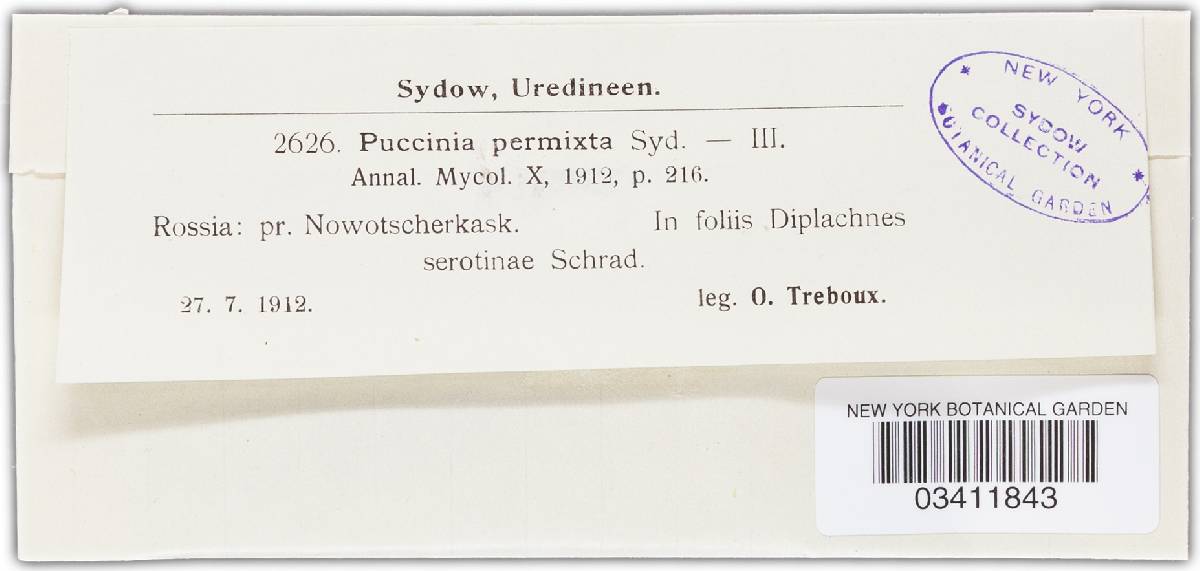 Sydow, Uredineen.
2626. Puccinia permixta Syd. — III.
Annal. Mycol. X, 1912, p. 216.
Rossia: pr. Nowotscherkask. In foliis Diplachnes
serotinae Schrad.
27. 7. 1912. leg. O. Treboux.
* NEW YORK *
SYDOW
COLLECTION
BOTANICAL GARDEN
NEW YORK BOTANICAL GARDEN
03411843